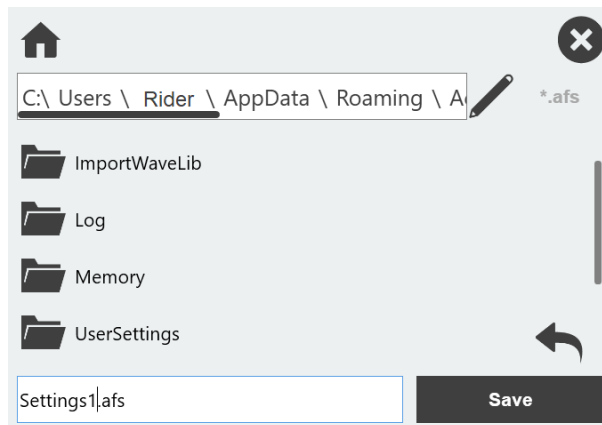 C:\ Users \ Rider \ AppData \ Roaming \
*.afs
ImportWaveLib
Log
Memory
UserSettings
Settings1.afs
Save